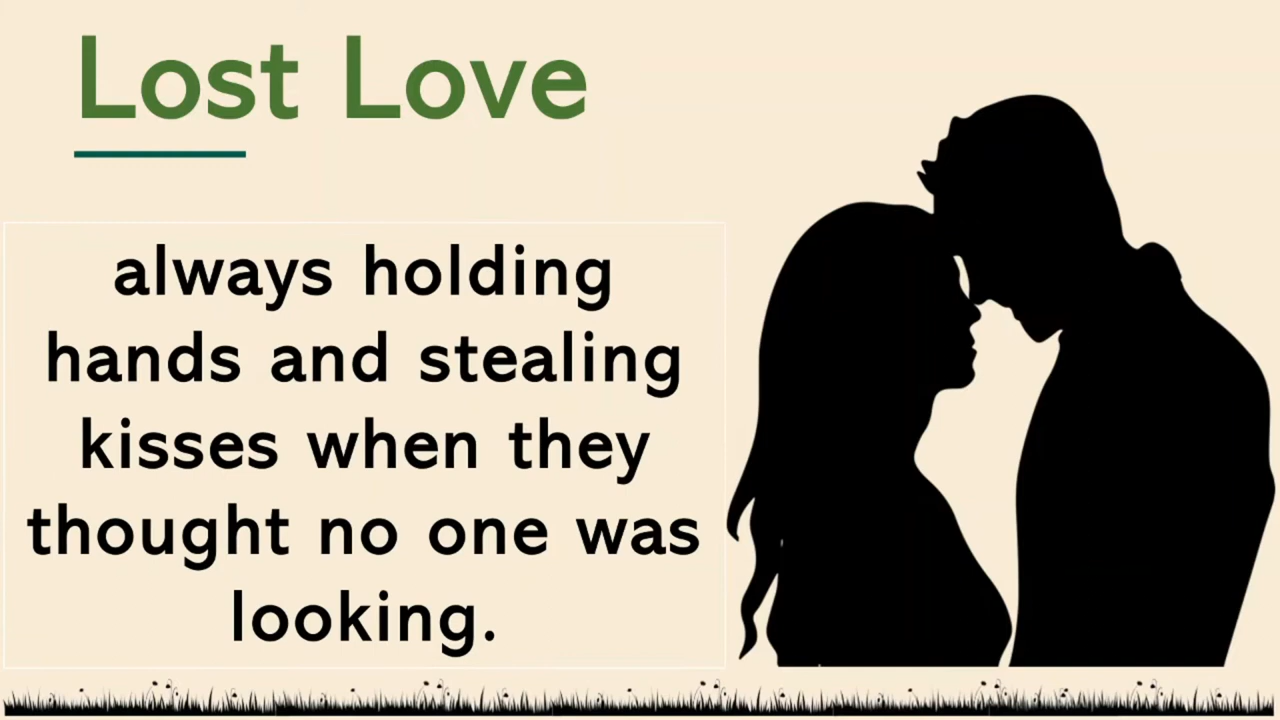 Lost Love
always holding
hands and stealing
kisses when they
thought no one was
looking.